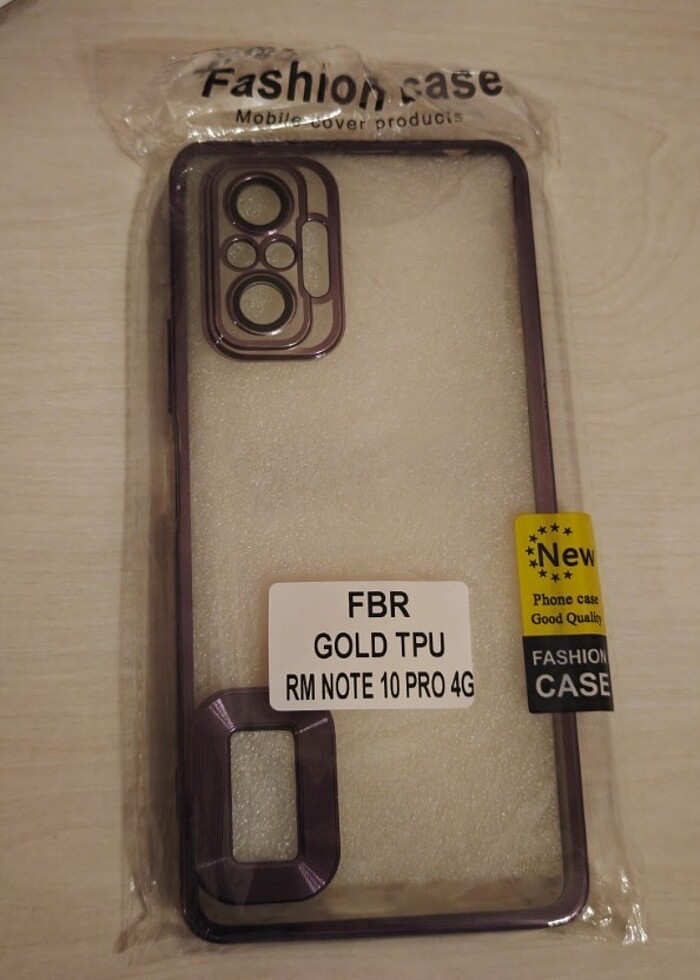 Fashion case
Mobile cover products
New
Phone case
Good Quality
FASHION
CASE
FBR
GOLD TPU
RM NOTE 10 PRO 4G